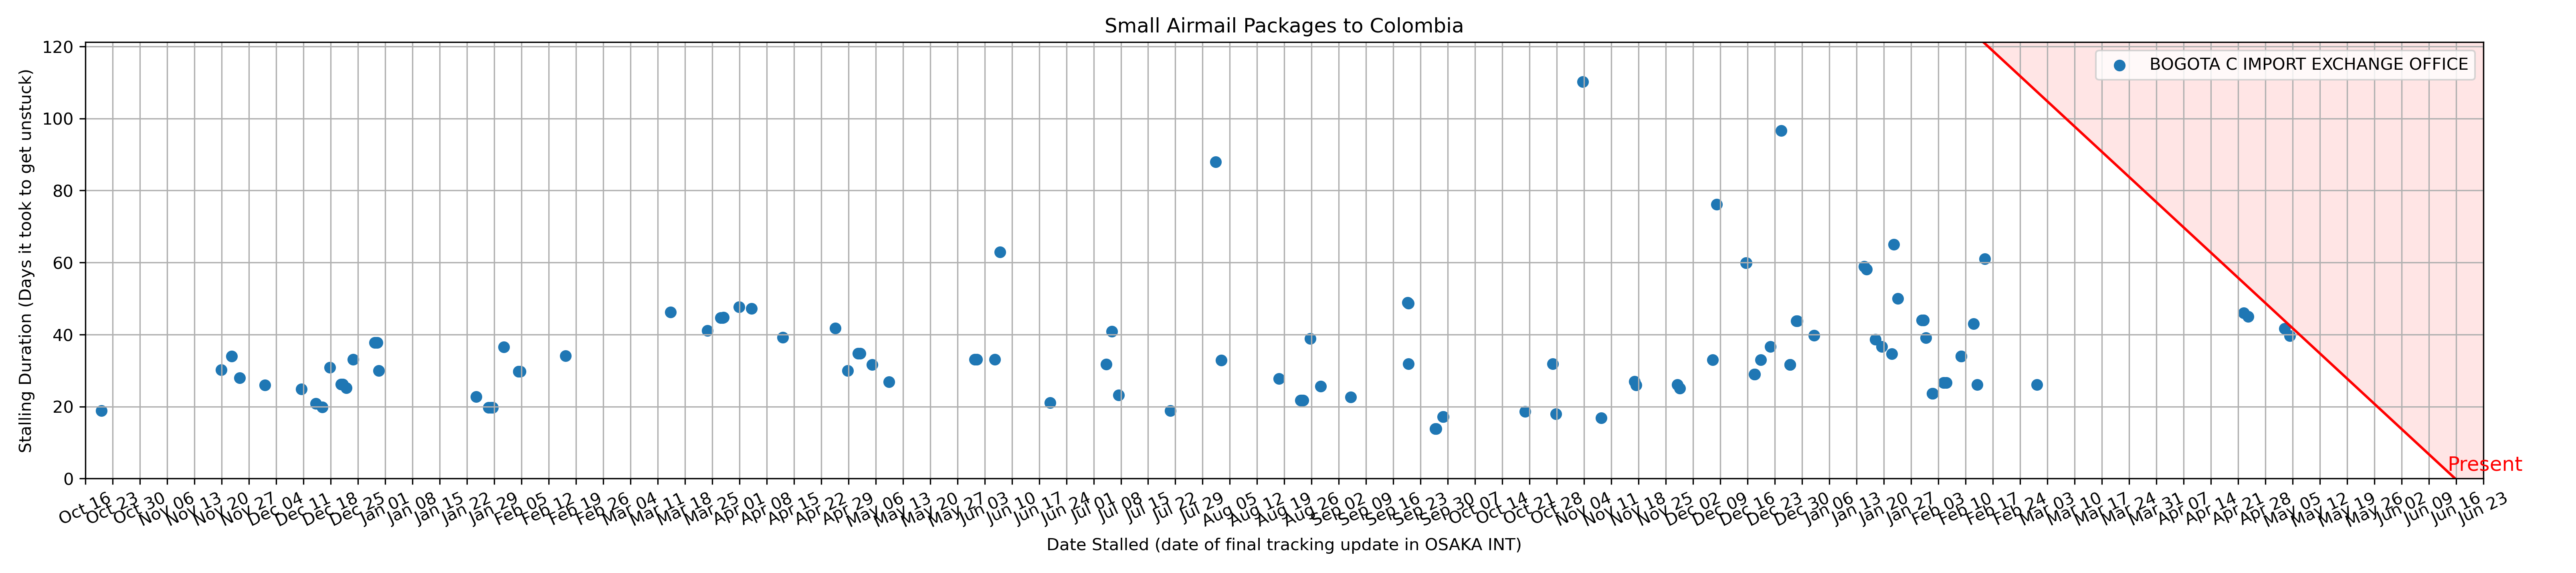 Small Airmail Packages to Colombia
BOGOTA C IMPORT EXCHANGE OFFICE
Stalling Duration (Days it took to get unstuck)
120
100
80
60
40
20
0
Present
Oct 16
Oct 23
Oct 30
Nov 06
Nov 13
Nov 20
Nov 27
Dec 04
Dec 11
Dec 18
Dec 25
Jan 01
Jan 08
Jan 15
Jan 22
Jan 29
Feb 05
Feb 12
Feb 19
Feb 26
Mar 04
Mar 11
Mar 18
Mar 25
Apr 01
Apr 08
Apr 15
Apr 22
Apr 29
May 06
May 13
May 20
May 27
Jun 03
Jun 10
Jun 17
Jun 24
Jul 01
Jul 08
Jul 15
Jul 22
Jul 29
Aug 05
Aug 12
Aug 19
Aug 26
Sep 02
Sep 09
Sep 16
Sep 23
Sep 30
Oct 07
Oct 14
Oct 21
Oct 28
Nov 04
Nov 11
Nov 18
Nov 25
Dec 02
Dec 09
Dec 16
Dec 23
Dec 30
Jan 06
Jan 13
Jan 20
Jan 27
Feb 03
Feb 10
Feb 17
Feb 24
Mar 03
Mar 10
Mar 17
Mar 24
Mar 31
Apr 07
Apr 14
Apr 21
Apr 28
May 05
May 12
May 19
May 26
Jun 02
Jun 09
Jun 16
Jun 23
Date Stalled (date of final tracking update in OSAKA INT)